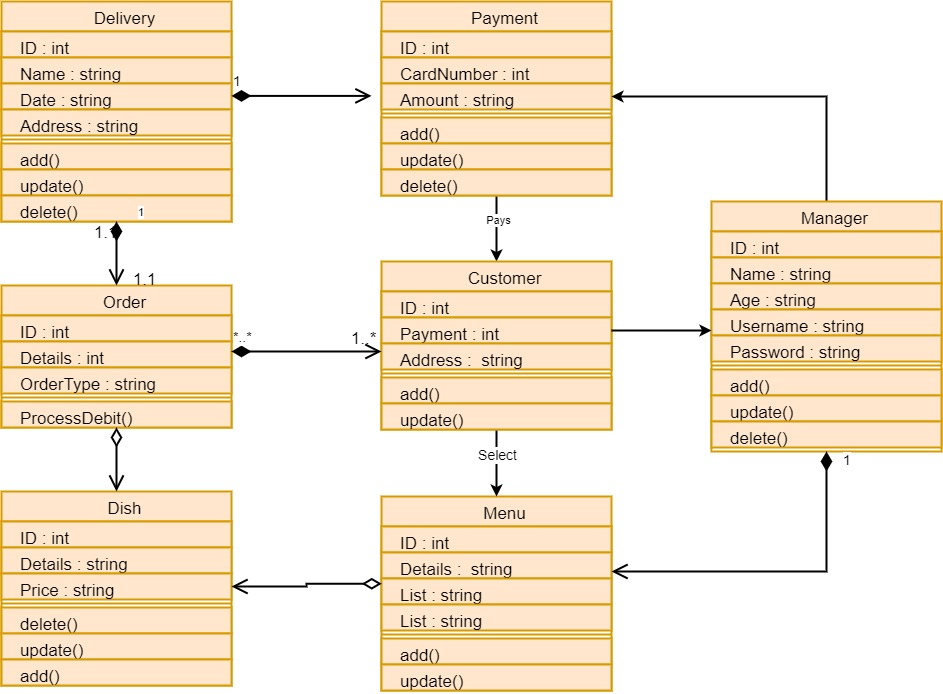 Delivery
ID : int
Name : string
Date : string
Address : string
add()
update()
delete()
1
1
1..
1.1
Payment
ID : int
CardNumber : int
Amount : string
add()
update()
delete()
Pays
Manager
ID : int
Name : string
Age : string
Username : string
Password : string
add()
update()
delete()
1
Order
ID : int
Details : int
OrderType : string
ProcessDebit()
*..*
1..*
Customer
ID : int
Payment : int
Address : string
add()
update()
Select
Dish
ID : int
Details : string
Price : string
delete()
update()
add()
Menu
ID : int
Details : string
List : string
List : string
add()
update()